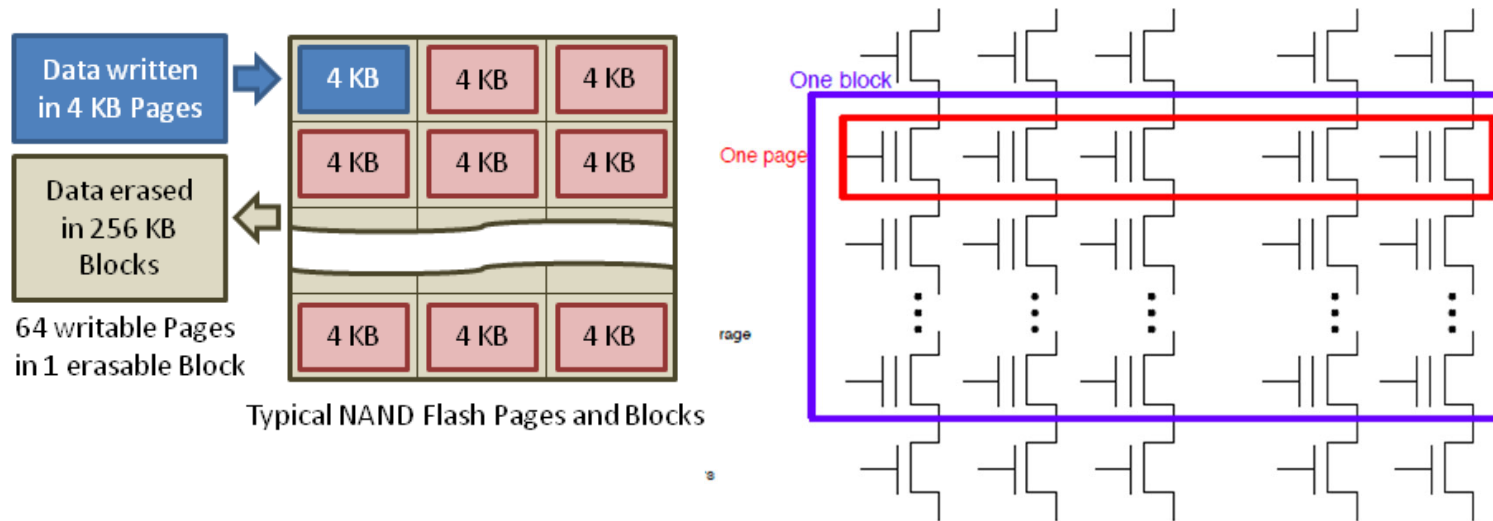 Data written
in 4 KB Pages
Data erased
in 256 KB
Blocks
64 writable Pages
in 1 erasable Block
4 KB 4 KB 4 KB
4 KB 4 KB 4 KB
4 KB 4 KB 4 KB
Typical NAND Flash Pages and Blocks
One block
One page
rage
's